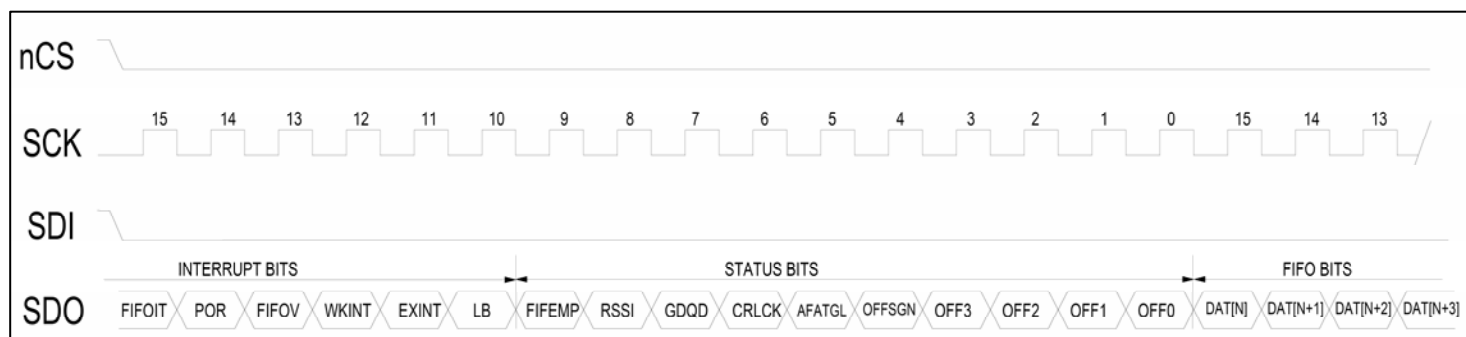 nCS
15 14 13 12 11 10 9 8 7 6 5 4 3 2 1 0 15 14 13
SCK
SDI
INTERRUPT BITS STATUS BITS FIFO BITS
SDO FIFOIT POR FIFOV WKINT EXINT LB FIFEMP RSSI GDQD CRLCK AFATGL OFFSGN OFF3 OFF2 OFF1 OFF0 DAT[N] DAT[N+1] DAT[N+2] DAT[N+3]